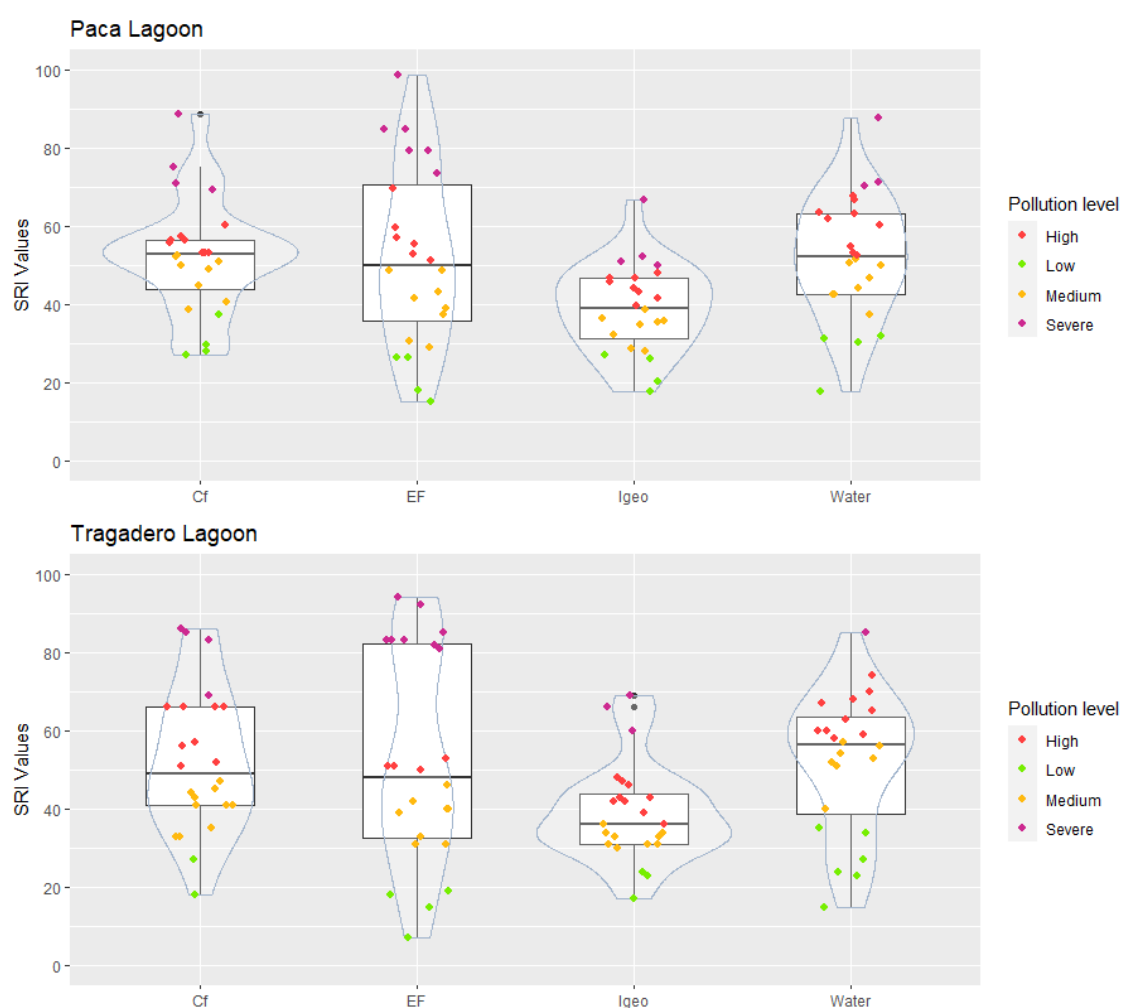 Paca Lagoon
100
80
60
40
20
0
SRI Values
Cf EF Igeo Water
Pollution level
High
Low
Medium
Severe
Tragadero Lagoon
100
80
60
40
20
0
SRI Values
Cf EF Igeo Water
Pollution level
High
Low
Medium
Severe